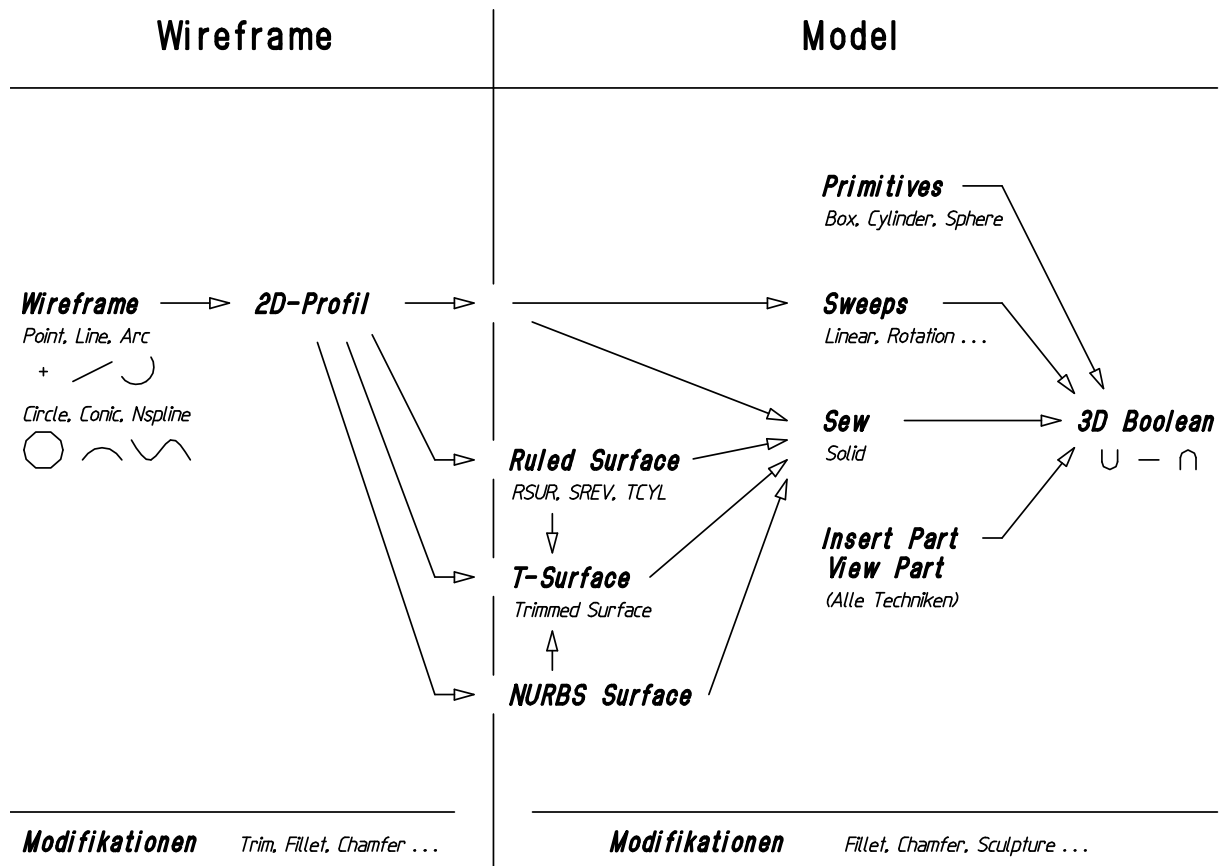 Wireframe
Model
Primitives
Box, Cylinder, Sphere
Wireframe
2D-Profil
Sweeps
Point, Line, Arc
Linear, Rotation ...
Circle, Conic, Nspline
Sew
3D Boolean
Solid
Ruled Surface
RSUR, SREV, TCYL
Insert Part
View Part
(Alle Techniken)
T-Surface
Trimmed Surface
NURBS Surface
Modifikationen Trim, Fillet, Chamfer ...
Modifikationen Fillet, Chamfer, Sculpture ...